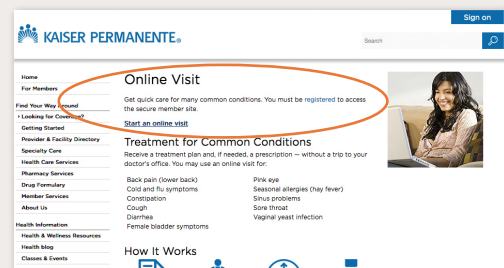 Sign on
KAISER PERMANENTE®
Search
Home
For Members
Find Your Way Around
Looking for Coverage?
Getting Started
Provider & Facility Directory
Specialty Care
Health Care Services
Pharmacy Services
Drug Formulary
Member Services
About Us
Health Information
Health & Wellness Resources
Health blog
Classes & Events
Online Visit
Get quick care for many common conditions. You must be registered to access
the secure member site.
Start an online visit
Treatment for Common Conditions
Receive a treatment plan and, if needed, a prescription — without a trip to your
doctor's office. You may use an online visit for:
Back pain (lower back)
Cold and flu symptoms
Constipation
Cough
Diarrhea
Female bladder symptoms
Pink eye
Seasonal allergies (hay fever)
Sinus problems
Sore throat
Vaginal yeast infection
How It Works